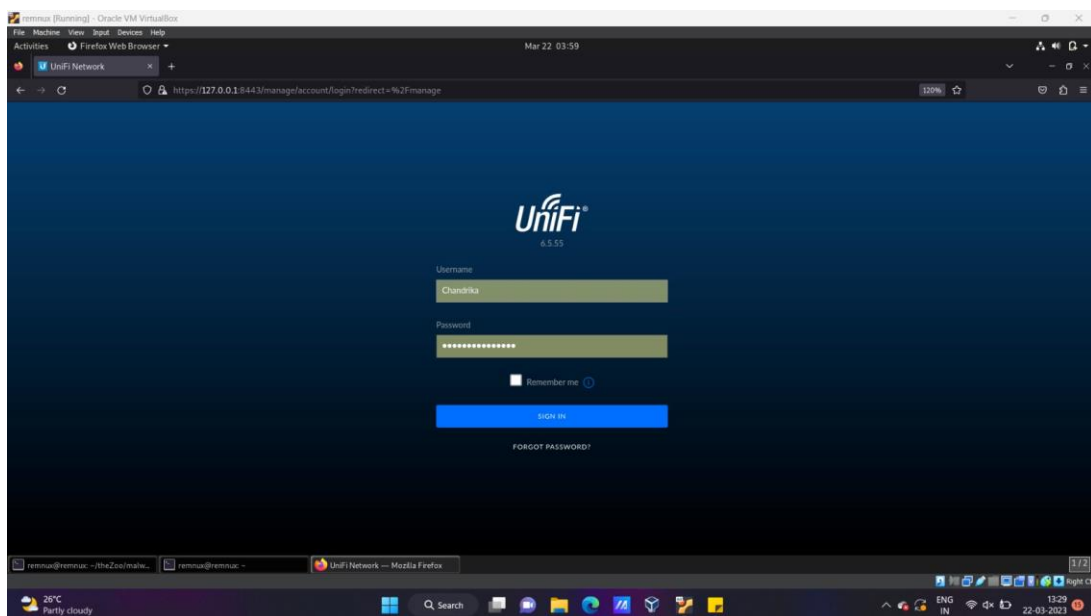 remnux [Running] - Oracle VM VirtualBox
File Machine View Input Devices Help
Activities Firefox Web Browser Mar 22 03:59
UniFi Network × +
https://127.0.0.1:8443/manage/account/login?redirect=%2Fmanage 120%
UniFi
6.5.55
Username
Chandrika
Password
Remember me
SIGN IN
FORGOT PASSWORD?
remnux@remnux: ~/theZoo/malw... remnux@remnux: ~ UniFi Network — Mozilla Firefox 1/2
Right Ct
26°C
Partly cloudy
Search
ENG
IN
13:29
22-03-2023